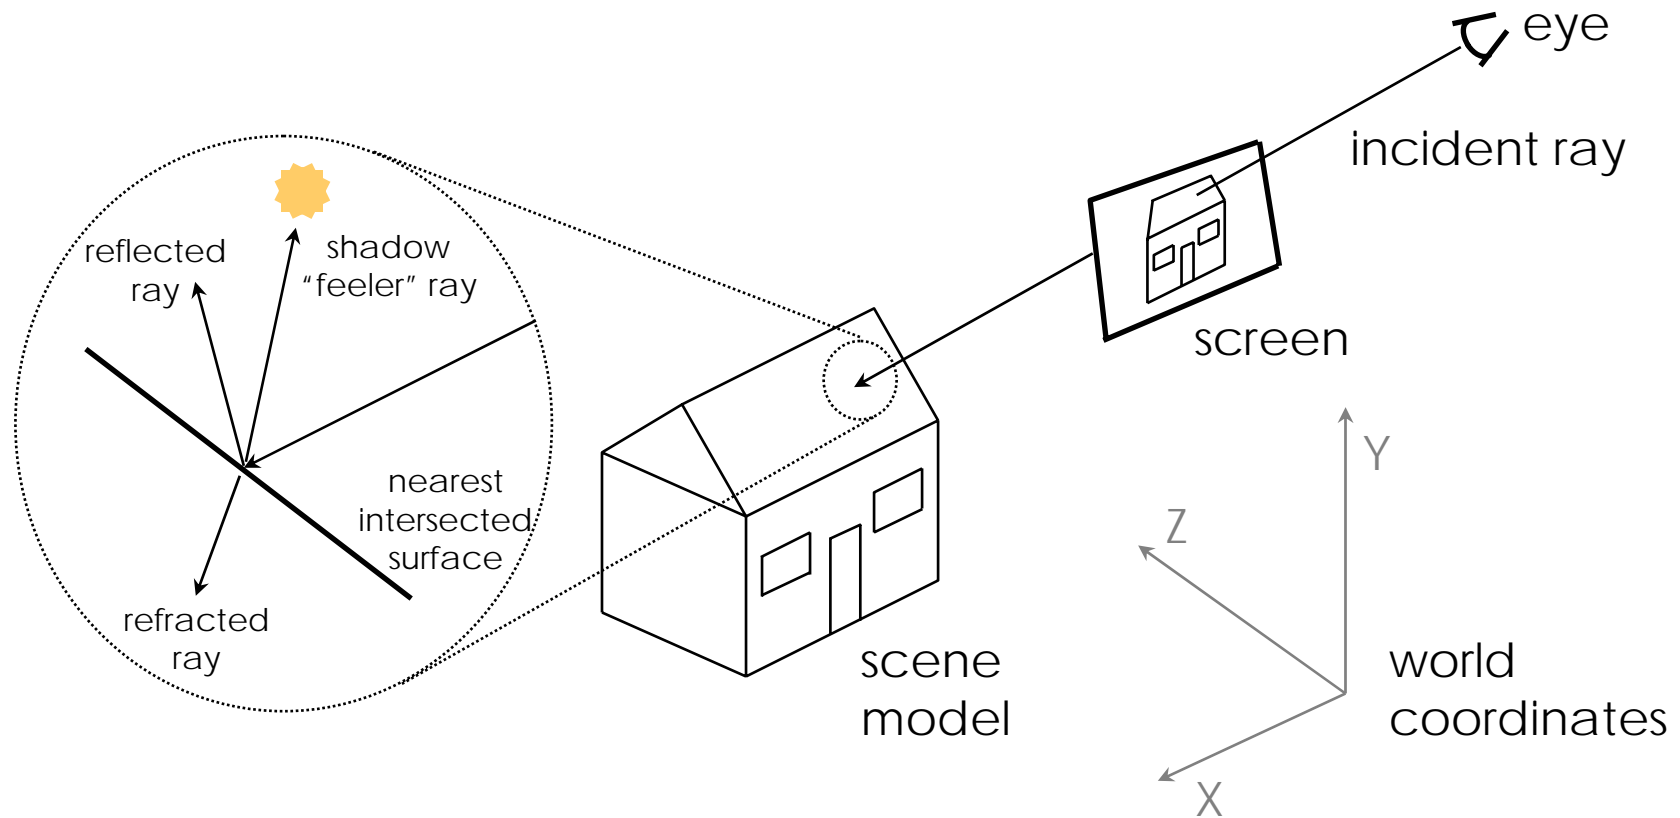 eye
incident ray
screen
reflected
ray
shadow
“feeler” ray
nearest
intersected
surface
refracted
ray
scene
model
Y
Z
X
world
coordinates